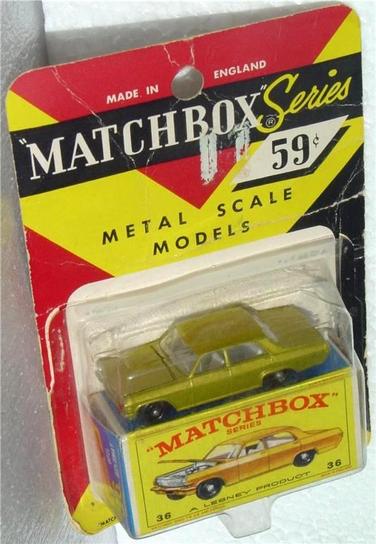 MADE IN ENGLAND
"MATCHBOX"® Series
59¢
METAL SCALE
MODELS
"MATCHBOX"
SERIES
36 36
A LESNEY PRODUCT